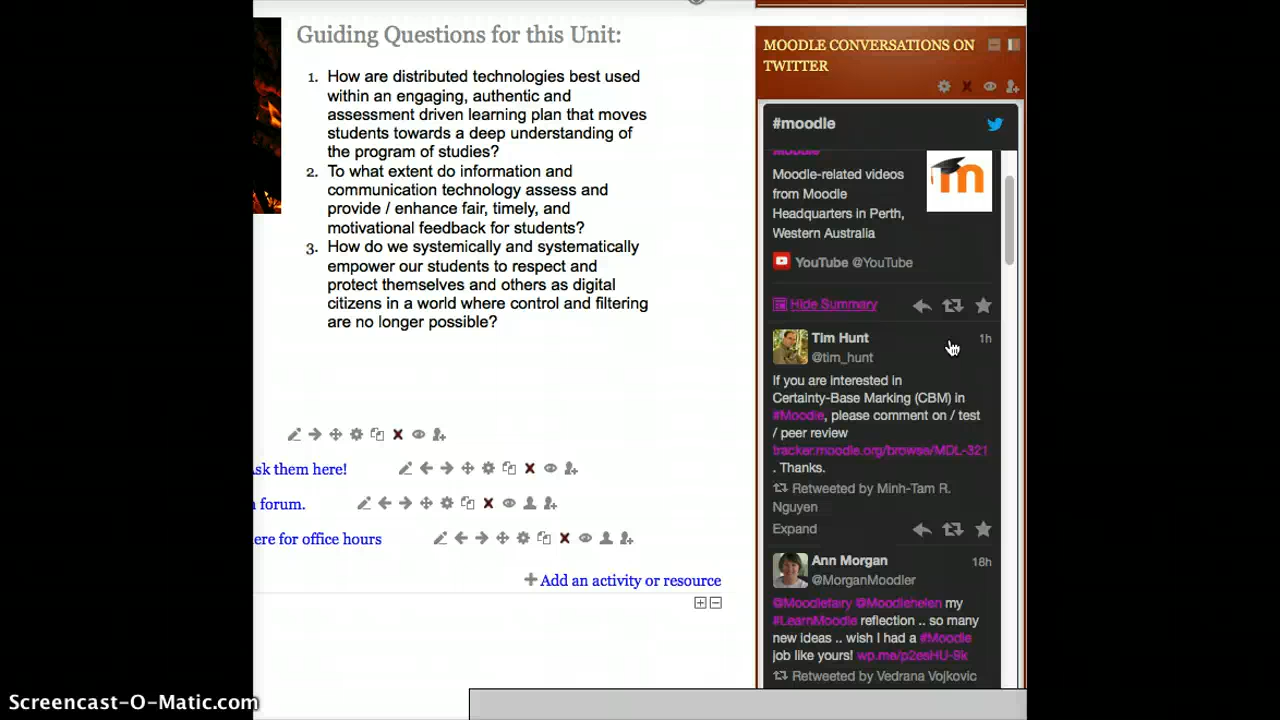 Guiding Questions for this Unit:
1. How are distributed technologies best used
within an engaging, authentic and
assessment driven learning plan that moves
students towards a deep understanding of
the program of studies?
2. To what extent do information and
communication technology assess and
provide / enhance fair, timely, and
motivational feedback for students?
3. How do we systemically and systematically
empower our students to respect and
protect themselves and others as digital
citizens in a world where control and filtering
are no longer possible?
Ask them here!
forum.
ere for office hours
Add an activity or resource
MOODLE CONVERSATIONS ON
TWITTER
#moodle
Moodle
Moodle-related videos
from Moodle
Headquarters in Perth,
Western Australia
YouTube @YouTube
Hide Summary
Tim Hunt 1h
@tim_hunt
If you are interested in
Certainty-Base Marking (CBM) in
#Moodle, please comment on / test
/ peer review
tracker.moodle.org/browse/MDL-321
. Thanks.
Retweeted by Minh-Tam R.
Nguyen
Expand
Ann Morgan 18h
@MorganMoodler
@Moodlefairy @Moodlehelen my
#LearnMoodle reflection .. so many
new ideas .. wish I had a #Moodle
job like yours! wp.me/p2esHU-9k
Retweeted by Vedrana Vojkovic
Screencast-O-Matic.com